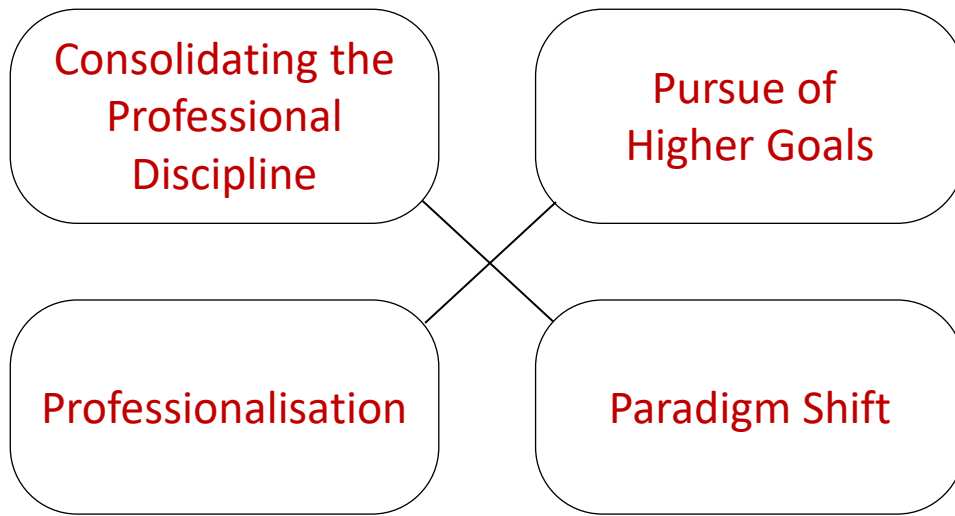 Consolidating the
Professional
Discipline
Pursue of
Higher Goals
Professionalisation
Paradigm Shift